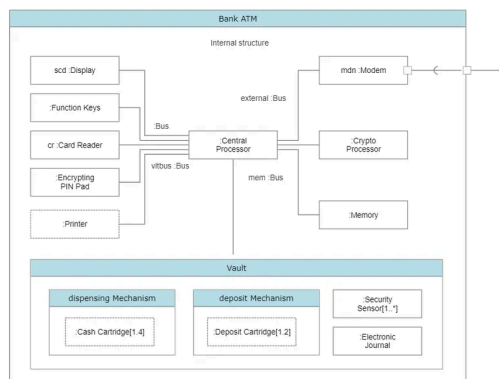 Bank ATM
Internal structure
scd :Display
mdn :Modem
:Function Keys
external :Bus
:Bus
cr :Card Reader
:Central
Processor
:Crypto
Processor
vitbus :Bus
:Encrypting
PIN Pad
mem :Bus
:Printer
:Memory
Vault
dispensing Mechanism
deposit Mechanism
:Security
Sensor[1..*]
:Cash Cartridge[1.4]
:Deposit Cartridge[1.2]
:Electronic
Journal